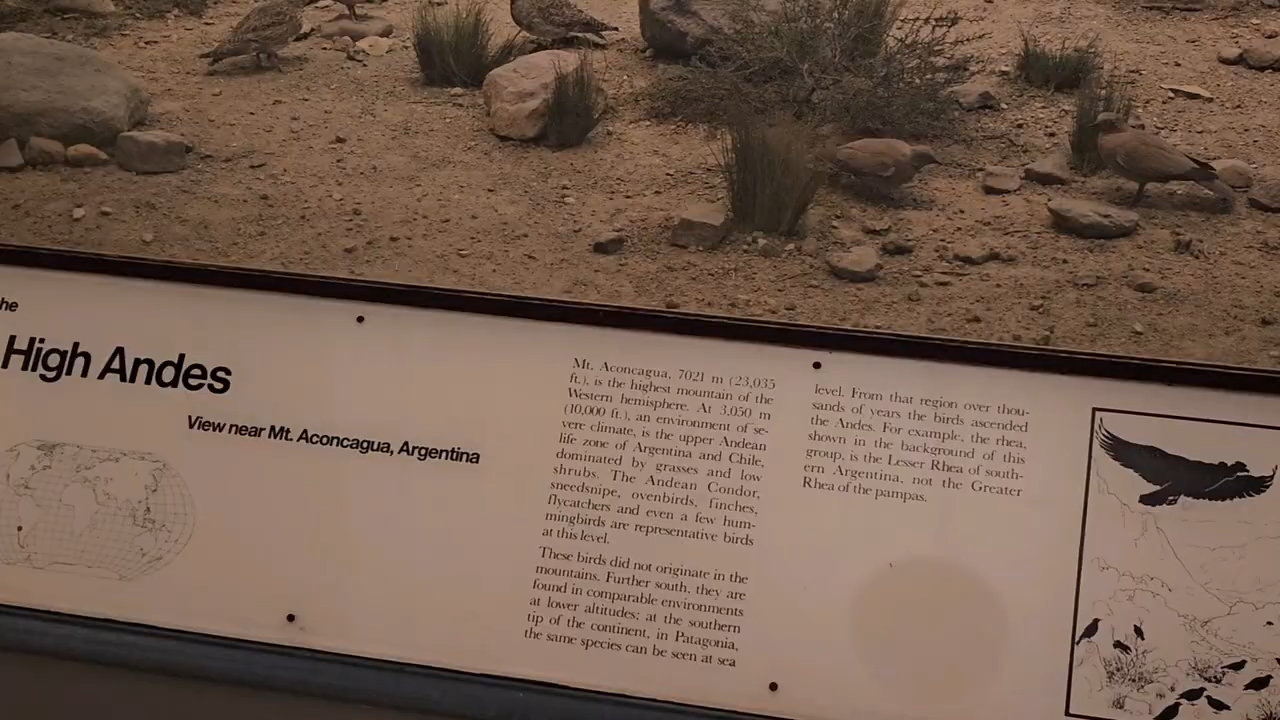 he
High Andes
View near Mt. Aconcagua, Argentina
Mt. Aconcagua, 7021 m (23,035
ft.), is the highest mountain of the
Western hemisphere. At 3,050 m
(10,000 ft.), an environment of se-
vere climate, is the upper Andean
life zone of Argentina and Chile,
dominated by grasses and low
shrubs. The Andean Condor,
sneedsnipe, ovenbirds, finches,
flycatchers and even a few hum-
mingbirds are representative birds
at this level.
These birds did not originate in the
mountains. Further south, they are
found in comparable environments
at lower altitudes; at the southern
tip of the continent, in Patagonia,
the same species can be seen at sea
level. From that region over thou-
sands of years the birds ascended
the Andes. For example, the rhea,
shown in the background of this
group, is the Lesser Rhea of south-
ern Argentina, not the Greater
Rhea of the pampas.